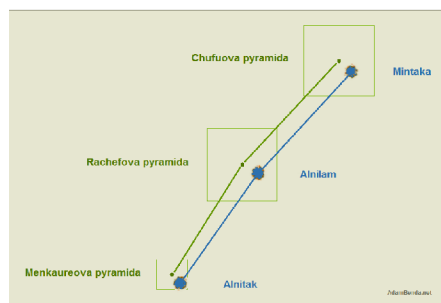 Chufuova pyramida
Mintaka
Rachefova pyramida
Alnilam
Menkaureova pyramida
Alnitak